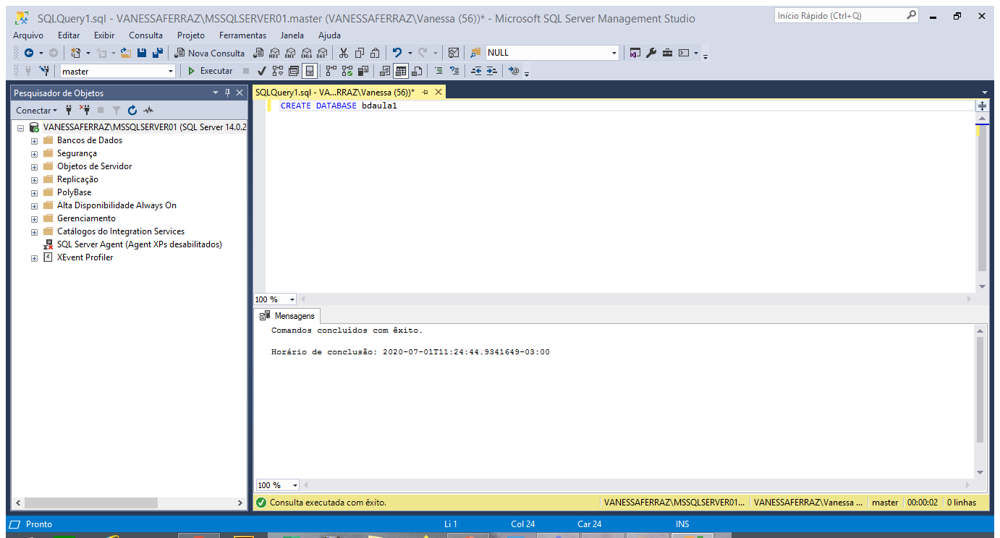 SQLQuery1.sql - VANESSAFERRAZ\MSSQLSERVER01.master (VANESSAFERRAZ\Vanessa (56))* - Microsoft SQL Server Management Studio
Início Rápido (Ctrl+Q)
Arquivo Editar Exibir Consulta Projeto Ferramentas Janela Ajuda
Nova Consulta MDX DMX XMLA DAX NULL
master Executar
Pesquisador de Objetos
Conectar
VANESSAFERRAZ\MSSQLSERVER01 (SQL Server 14.0.2
Bancos de Dados
Segurança
Objetos de Servidor
Replicação
PolyBase
Alta Disponibilidade Always On
Gerenciamento
Catálogos do Integration Services
SQL Server Agent (Agent XPs desabilitados)
XEvent Profiler
SQLQuery1.sql - VA...RRAZ\Vanessa (56))*
CREATE DATABASE bdaula1
100 %
Mensagens
Comandos concluídos com êxito.
Horário de conclusão: 2020-07-01T11:24:44.9341649-03:00
100 %
Consulta executada com êxito. VANESSAFERRAZ\MSSQLSERVER01... VANESSAFERRAZ\Vanessa ... master 00:00:02 0 linhas
Pronto Li 1 Col 24 Car 24 INS